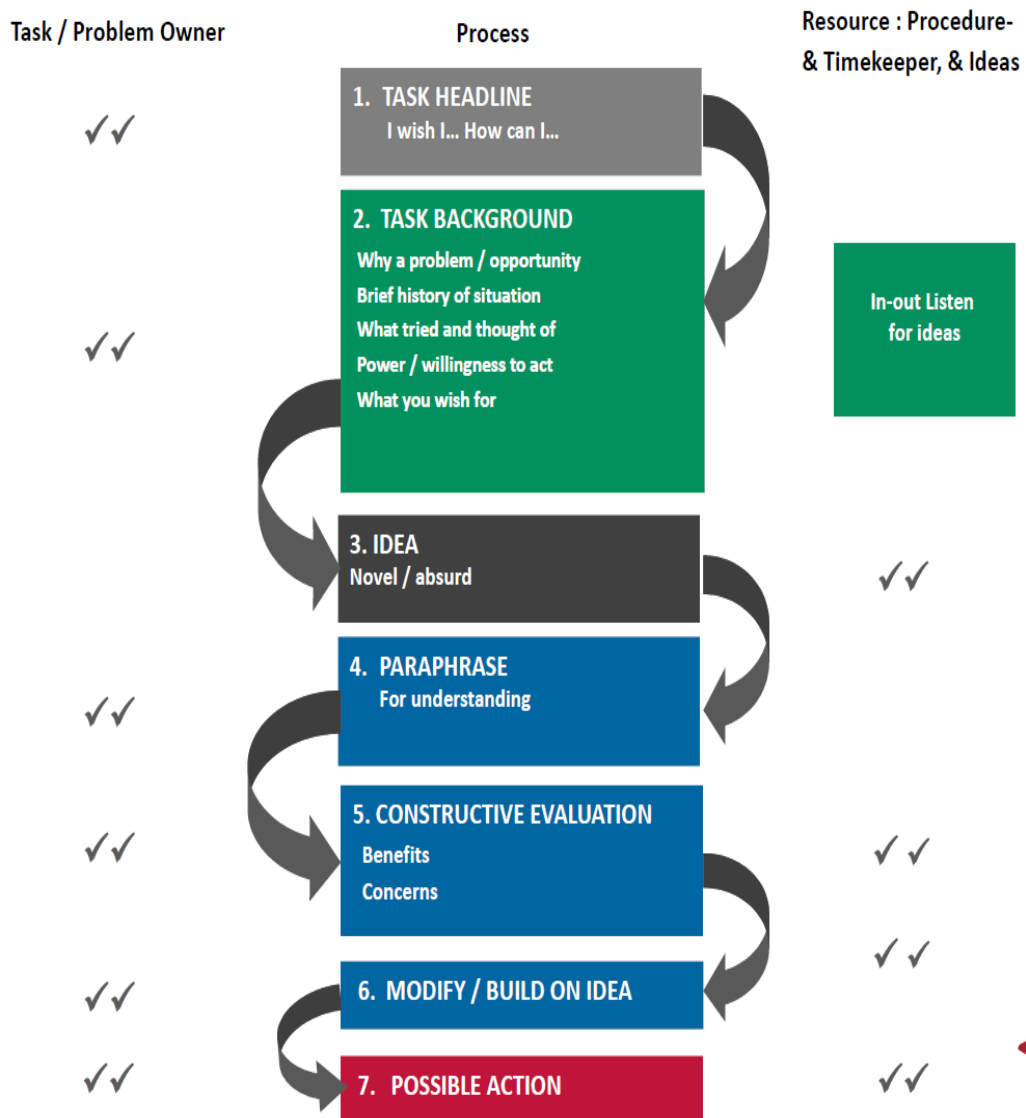 Task / Problem Owner
Process
Resource : Procedure-
& Timekeeper, & Ideas
1. TASK HEADLINE
I wish I... How can I...
2. TASK BACKGROUND
Why a problem / opportunity
Brief history of situation
What tried and thought of
Power / willingness to act
What you wish for
In-out Listen
for ideas
3. IDEA
Novel / absurd
4. PARAPHRASE
For understanding
5. CONSTRUCTIVE EVALUATION
Benefits
Concerns
6. MODIFY / BUILD ON IDEA
7. POSSIBLE ACTION